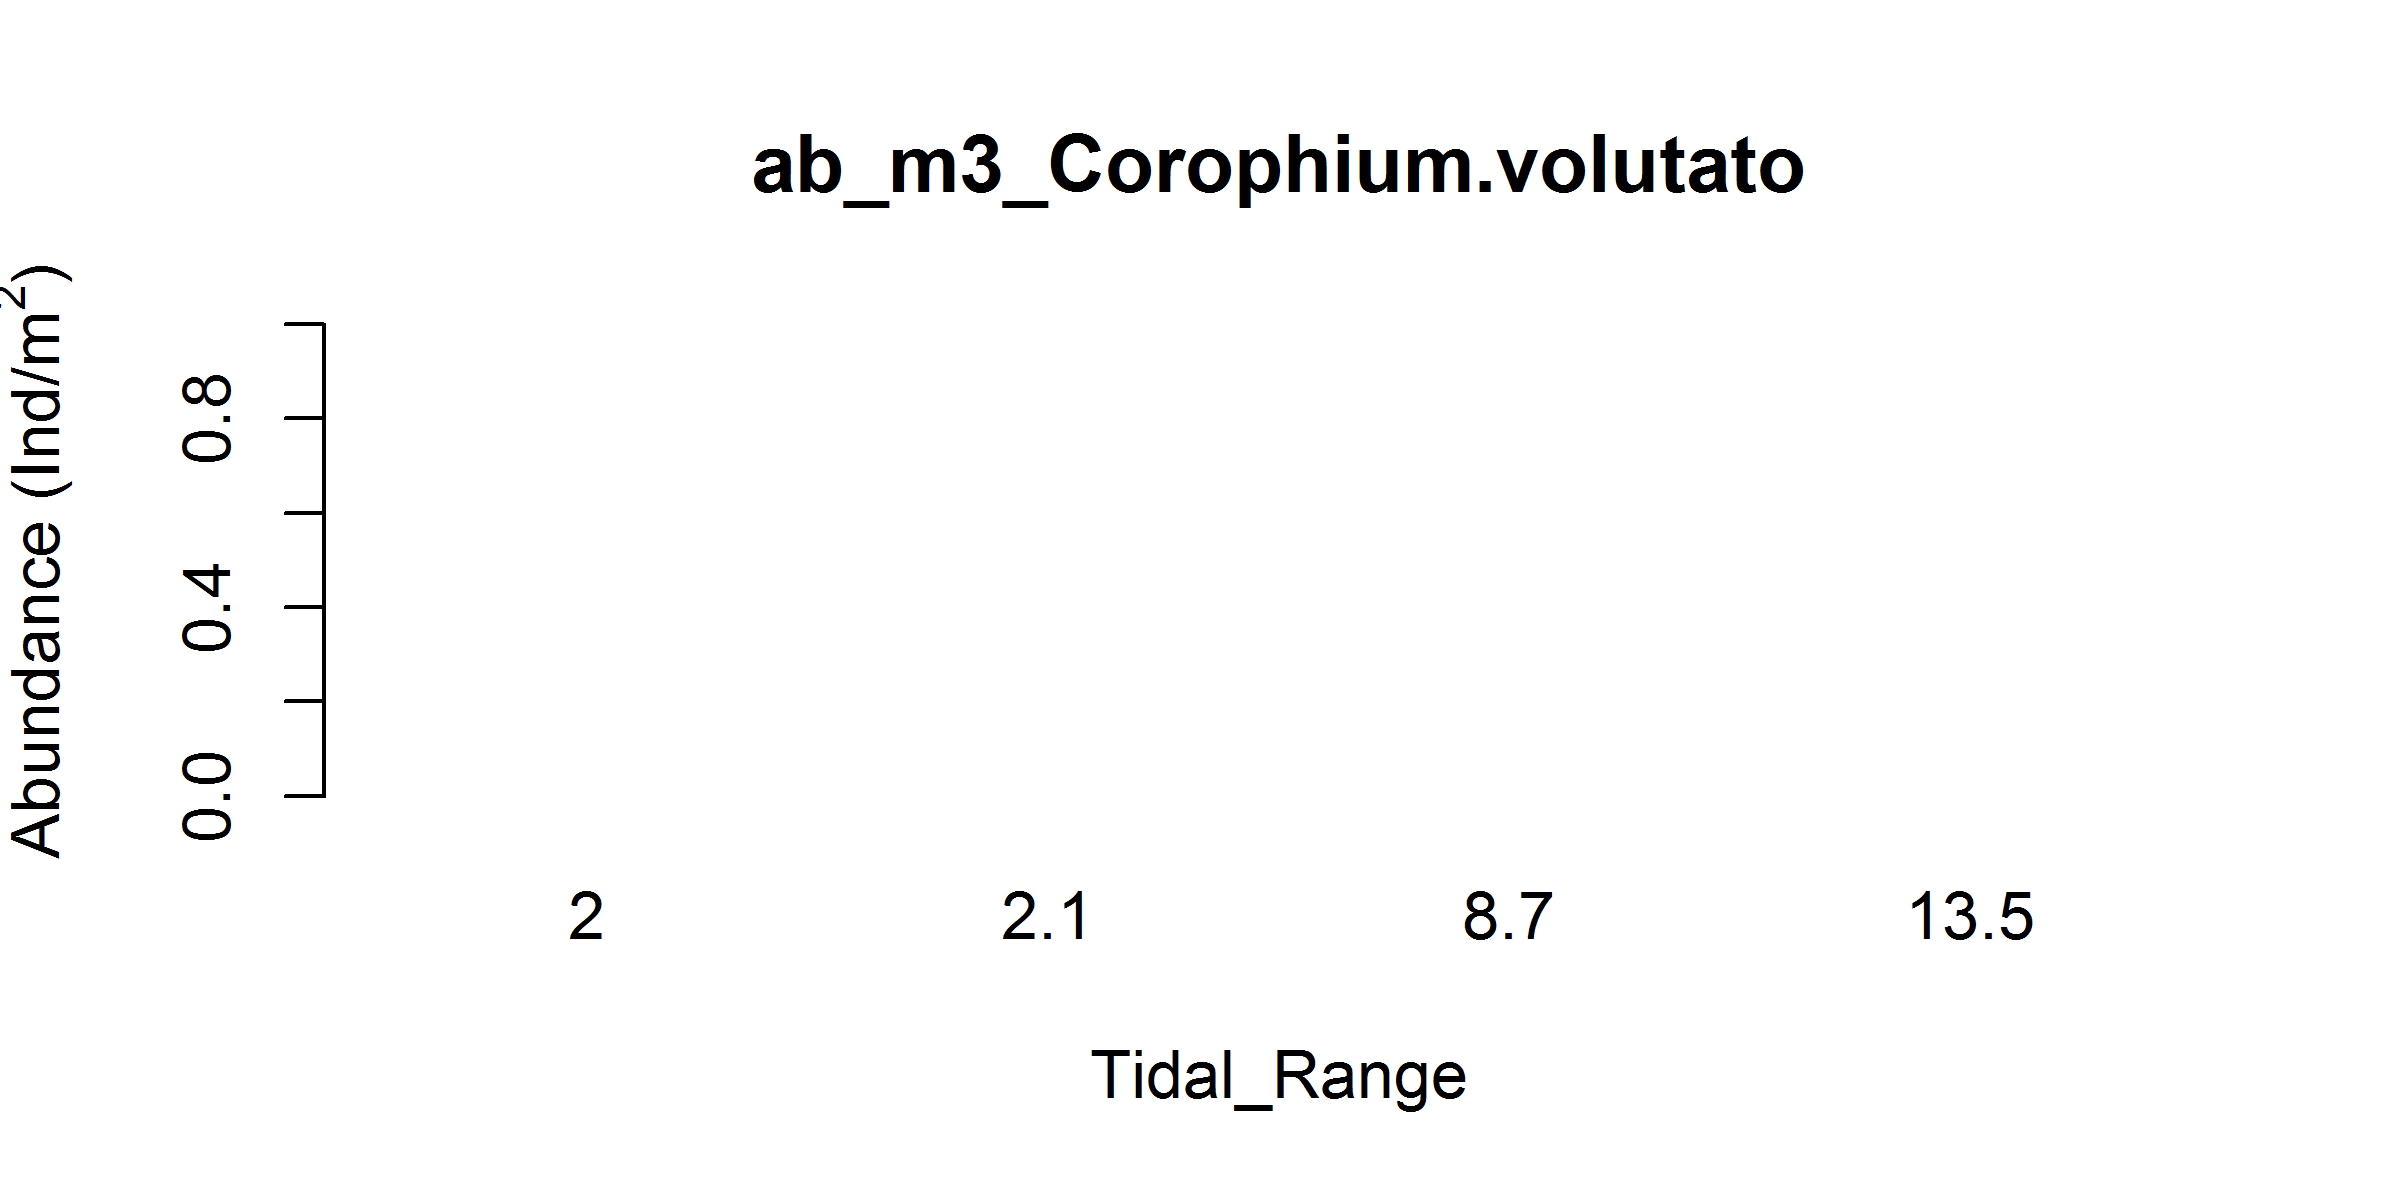 ab_m3_Corophium.volutato
Abundance (Ind/m²)
0.8
0.4
0.0
2 2.1 8.7 13.5
Tidal_Range